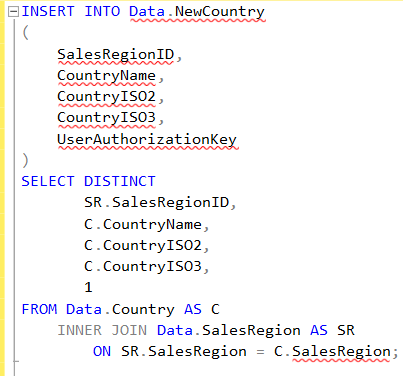 INSERT INTO Data.NewCountry
(
SalesRegionID,
CountryName,
CountryISO2,
CountryISO3,
UserAuthorizationKey
)
SELECT DISTINCT
SR.SalesRegionID,
C.CountryName,
C.CountryISO2,
C.CountryISO3,
1
FROM Data.Country AS C
INNER JOIN Data.SalesRegion AS SR
ON SR.SalesRegion = C.SalesRegion;